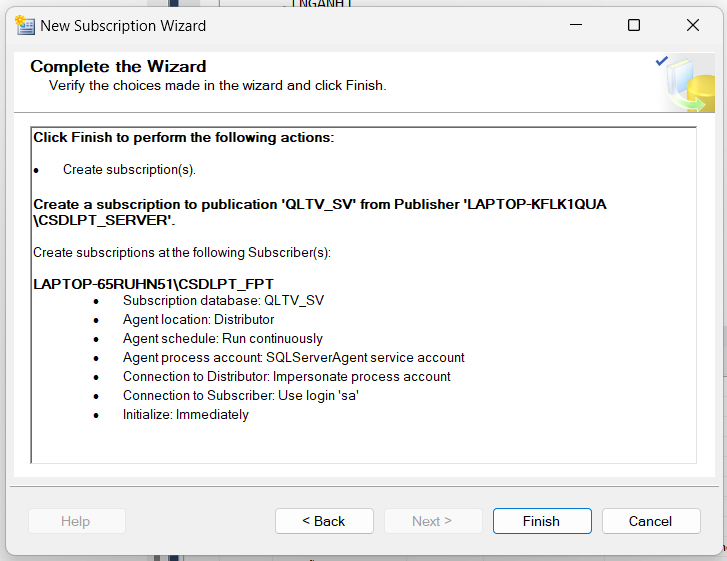 [NGANH]
New Subscription Wizard
Complete the Wizard
Verify the choices made in the wizard and click Finish.
Click Finish to perform the following actions:
• Create subscription(s).
Create a subscription to publication 'QLTV_SV' from Publisher 'LAPTOP-KFLK1QUA
\CSDLPT_SERVER'.
Create subscriptions at the following Subscriber(s):
LAPTOP-65RUHN51\CSDLPT_FPT
• Subscription database: QLTV_SV
• Agent location: Distributor
• Agent schedule: Run continuously
• Agent process account: SQLServerAgent service account
• Connection to Distributor: Impersonate process account
• Connection to Subscriber: Use login 'sa'
• Initialize: Immediately
Help
< Back
Next >
Finish
Cancel